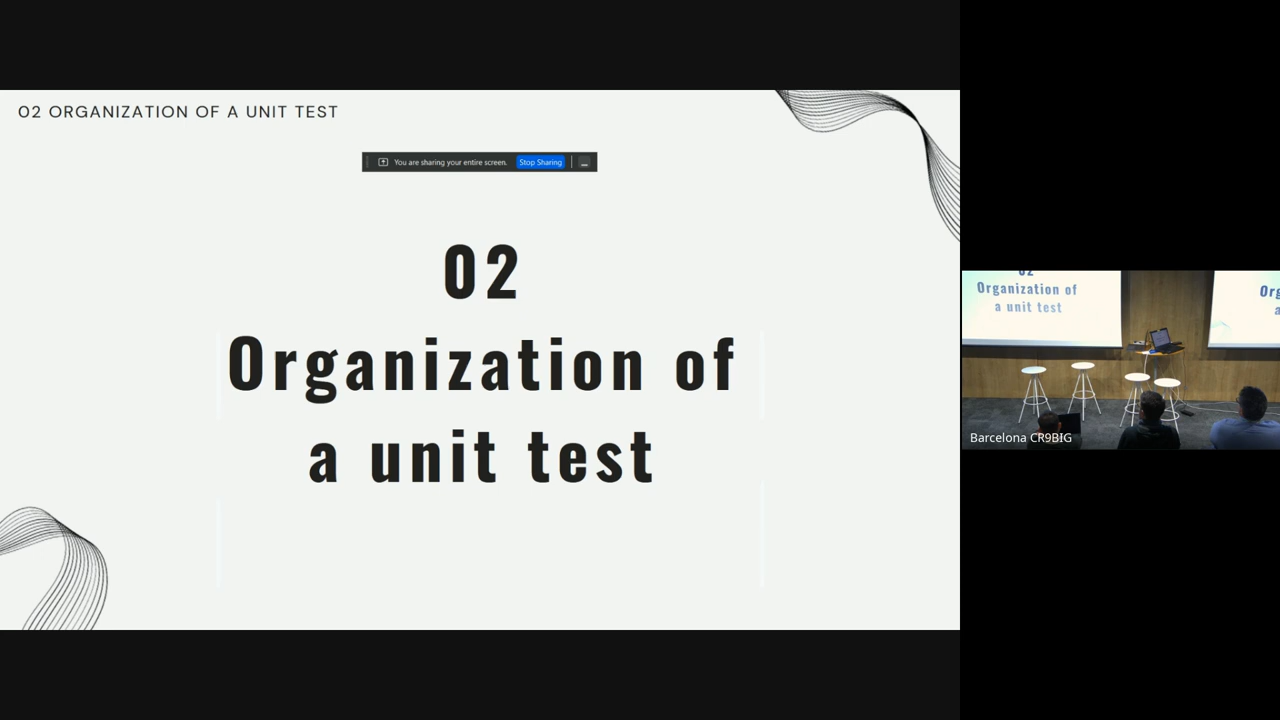 02 ORGANIZATION OF A UNIT TEST
You are sharing your entire screen. Stop Sharing
02
Organization of
a unit test
02
Organization of
a unit test
Org
a
Barcelona CR9BIG